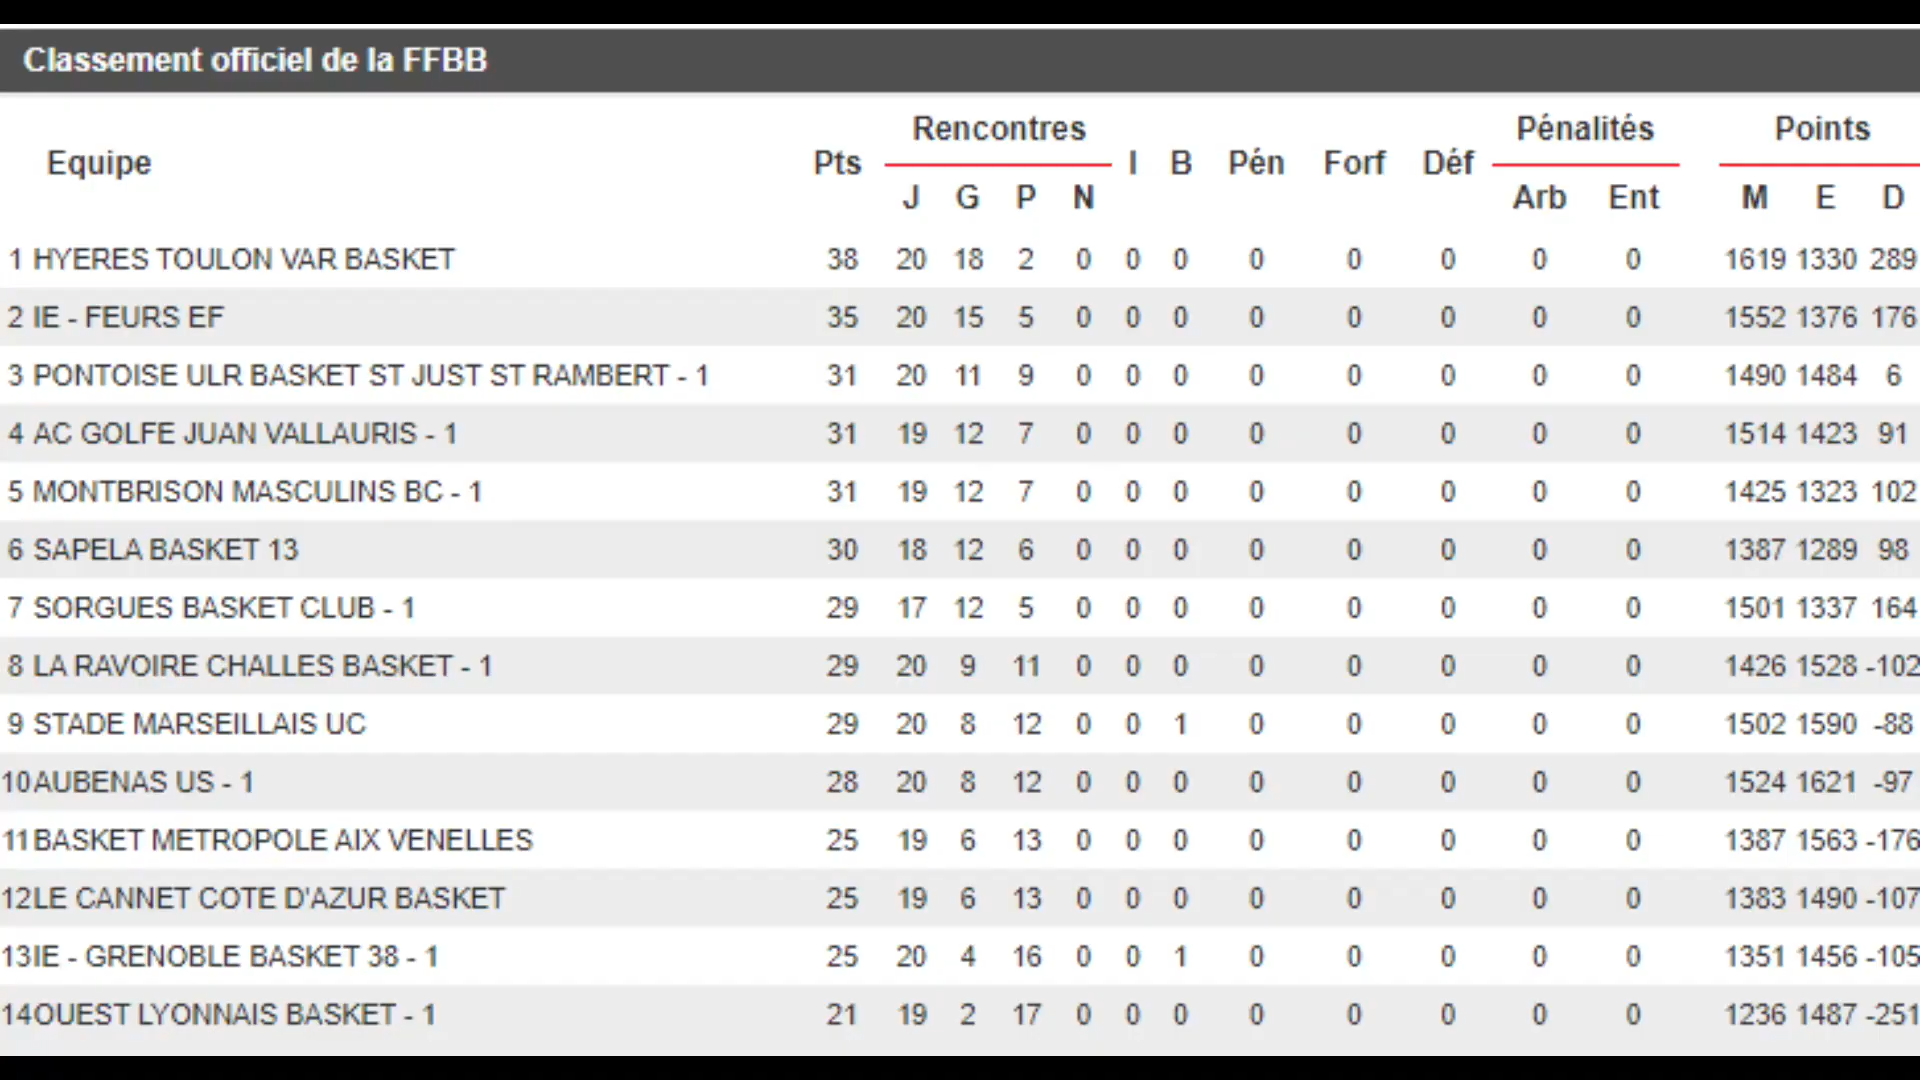 Classement officiel de la FFBB
Rencontres Pénalités Points
Equipe Pts I B Pén Forf Déf
J G P N Arb Ent M E D
1 HYERES TOULON VAR BASKET 38 20 18 2 0 0 0 0 0 0 0 0 1619 1330 289
2 IE - FEURS EF 35 20 15 5 0 0 0 0 0 0 0 0 1552 1376 176
3 PONTOISE ULR BASKET ST JUST ST RAMBERT - 1 31 20 11 9 0 0 0 0 0 0 0 0 1490 1484 6
4 AC GOLFE JUAN VALLAURIS - 1 31 19 12 7 0 0 0 0 0 0 0 0 1514 1423 91
5 MONTBRISON MASCULINS BC - 1 31 19 12 7 0 0 0 0 0 0 0 0 1425 1323 102
6 SAPELA BASKET 13 30 18 12 6 0 0 0 0 0 0 0 0 1387 1289 98
7 SORGUES BASKET CLUB - 1 29 17 12 5 0 0 0 0 0 0 0 0 1501 1337 164
8 LA RAVOIRE CHALLES BASKET - 1 29 20 9 11 0 0 0 0 0 0 0 0 1426 1528 -102
9 STADE MARSEILLAIS UC 29 20 8 12 0 0 1 0 0 0 0 0 1502 1590 -88
10 AUBENAS US - 1 28 20 8 12 0 0 0 0 0 0 0 0 1524 1621 -97
11 BASKET METROPOLE AIX VENELLES 25 19 6 13 0 0 0 0 0 0 0 0 1387 1563 -176
12 LE CANNET COTE D'AZUR BASKET 25 19 6 13 0 0 0 0 0 0 0 0 1383 1490 -107
13 IE - GRENOBLE BASKET 38 - 1 25 20 4 16 0 0 1 0 0 0 0 0 1351 1456 -105
14 OUEST LYONNAIS BASKET - 1 21 19 2 17 0 0 0 0 0 0 0 0 1236 1487 -251